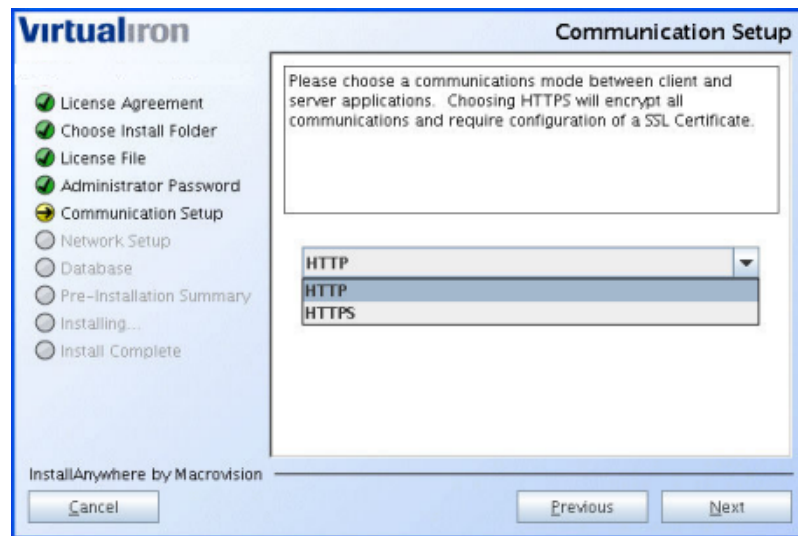 Virtualiron
Communication Setup
License Agreement
Choose Install Folder
License File
Administrator Password
Communication Setup
Network Setup
Database
Pre-Installation Summary
Installing...
Install Complete
Please choose a communications mode between client and
server applications. Choosing HTTPS will encrypt all
communications and require configuration of a SSL Certificate.
HTTP
HTTP
HTTPS
InstallAnywhere by Macrovision
Cancel
Previous
Next